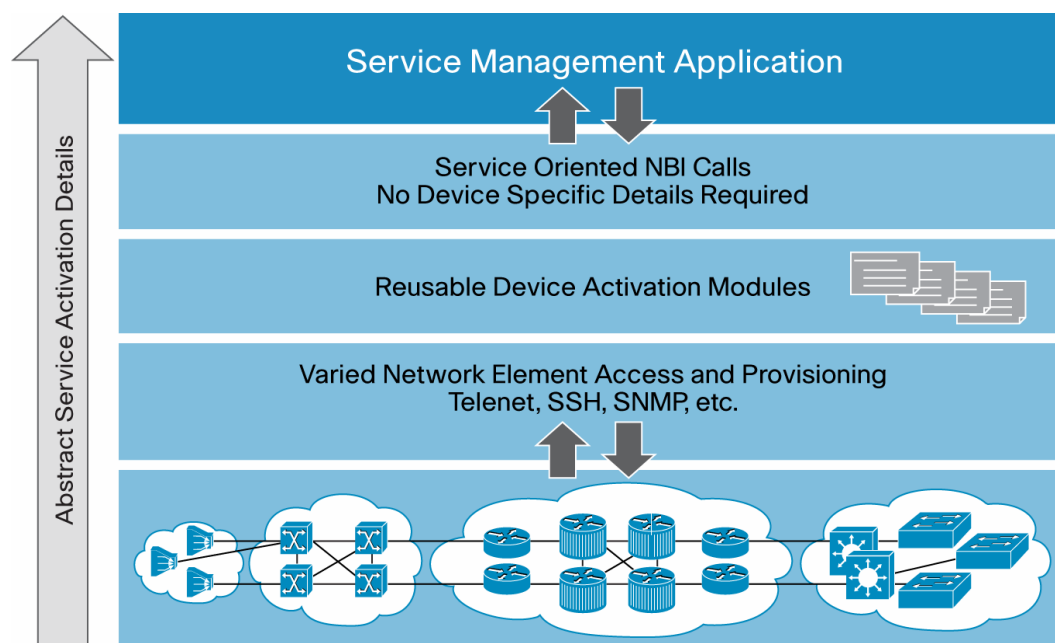 Abstract Service Activation Details
Service Management Application
Service Oriented NBI Calls
No Device Specific Details Required
Reusable Device Activation Modules
Varied Network Element Access and Provisioning
Telenet, SSH, SNMP, etc.